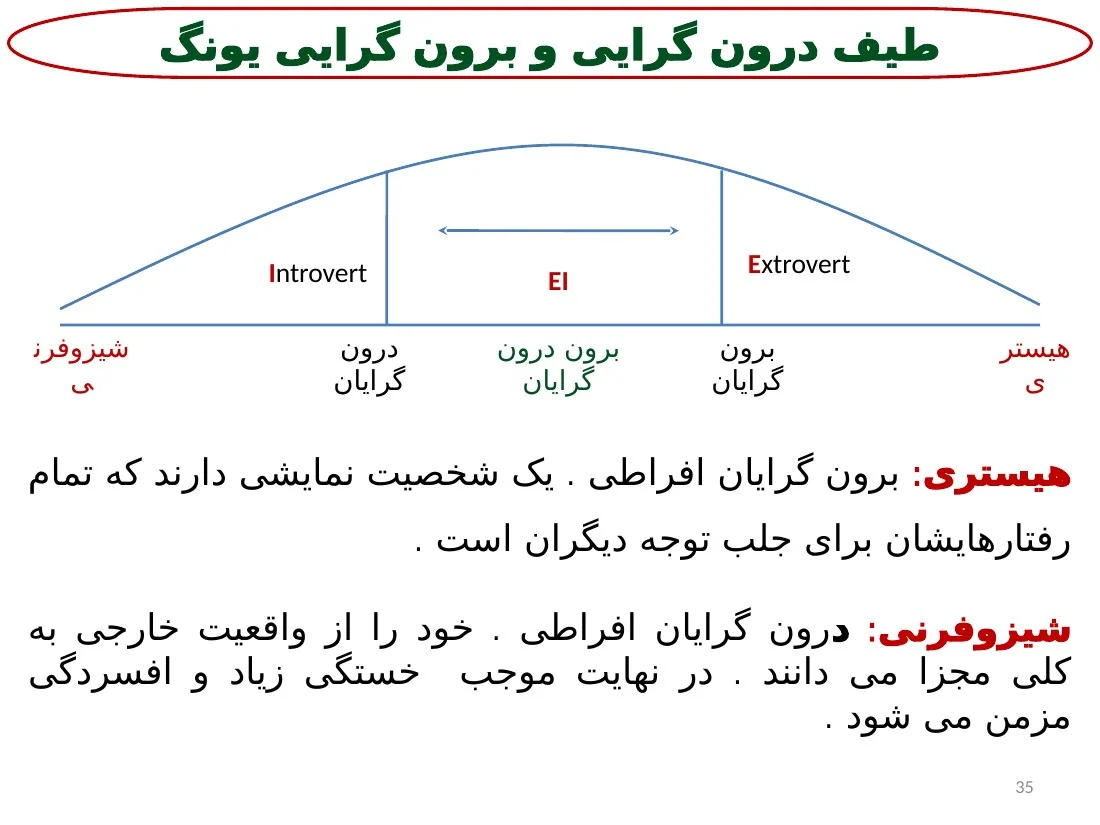 طیف درون گرایی و برون گرایی یونگ
Introvert
EI
Extrovert
شیزوفرنی
درون گرایان
برون درون گرایان
برون گرایان
هیستری
هیستری: برون گرایان افراطی . یک شخصیت نمایشی دارند که تمام
رفتارهایشان برای جلب توجه دیگران است .
شیزوفرنی: درون گرایان افراطی . خود را از واقعیت خارجی به
کلی مجزا می دانند . در نهایت موجب خستگی زیاد و افسردگی
مزمن می شود .
35